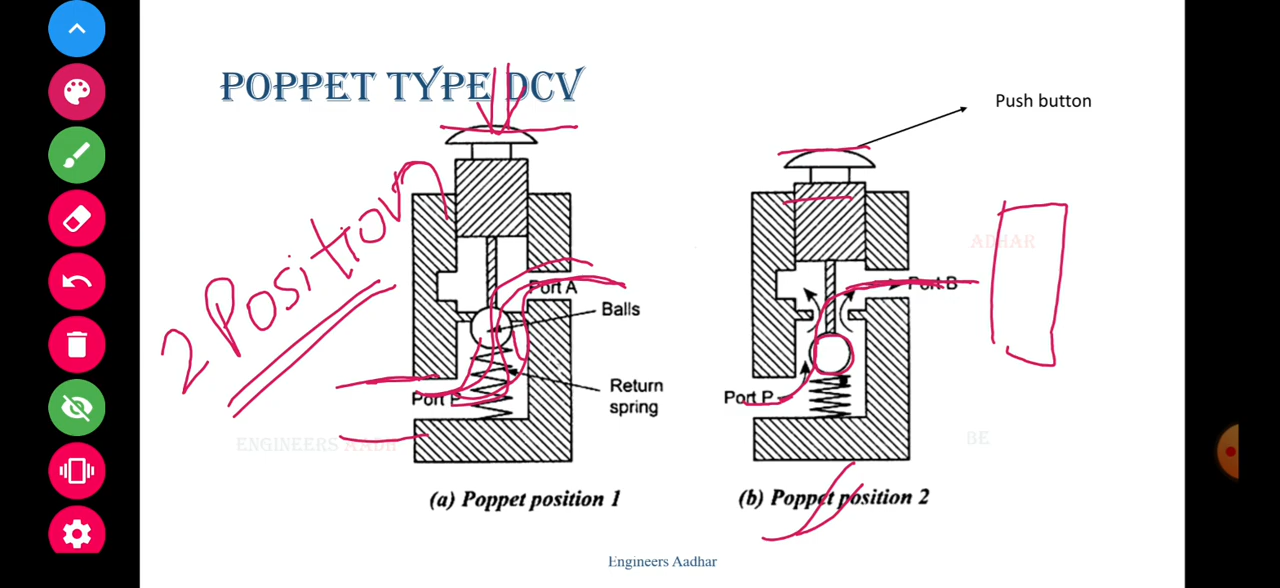 POPPET TYPE DCV
Push button
2 Position
ADHAR
Port A
Port B
Balls
Return
spring
Port P
Port P
ENGINEERS AADH
BE
(a) Poppet position 1
(b) Poppet position 2
Engineers Aadhar